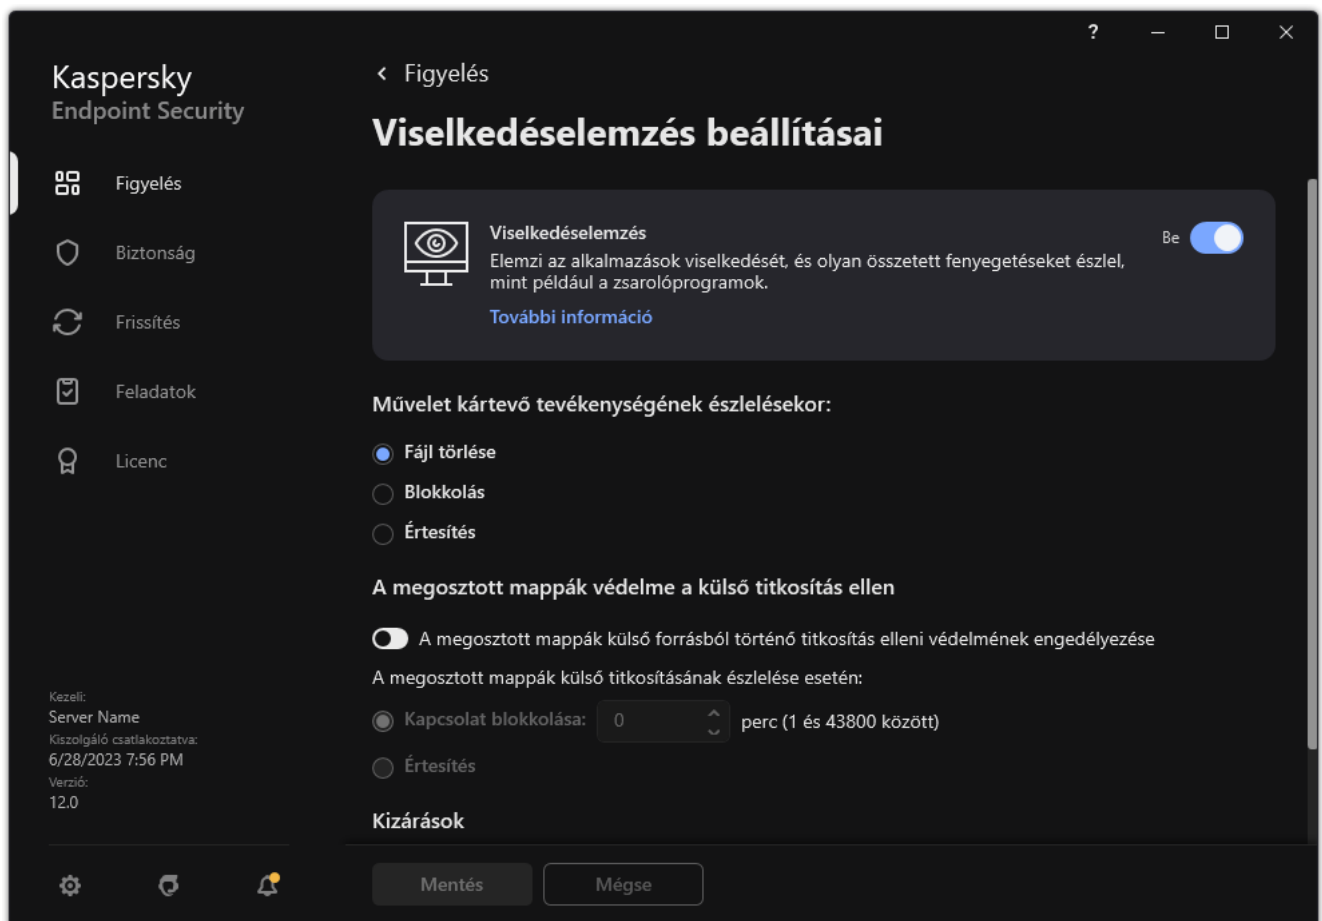 ?
Kaspersky
Endpoint Security
Figyelés
Biztonság
Frissítés
Feladatok
Licenc
Kezeli:
Server Name
Kiszolgáló csatlakoztatva:
6/28/2023 7:56 PM
Verzió:
12.0
Figyelés
Viselkedéselemzés beállításai
Viselkedéselemzés
Be
Elemzi az alkalmazások viselkedését, és olyan összetett fenyegetéseket észlel,
mint például a zsarolóprogramok.
További információ
Művelet kártevő tevékenységének észlelésekor:
Fájl törlése
Blokkolás
Értesítés
A megosztott mappák védelme a külső titkosítás ellen
A megosztott mappák külső forrásból történő titkosítás elleni védelmének engedélyezése
A megosztott mappák külső titkosításának észlelése esetén:
Kapcsolat blokkolása: 0 perc (1 és 43800 között)
Értesítés
Kizárások
Mentés
Mégse